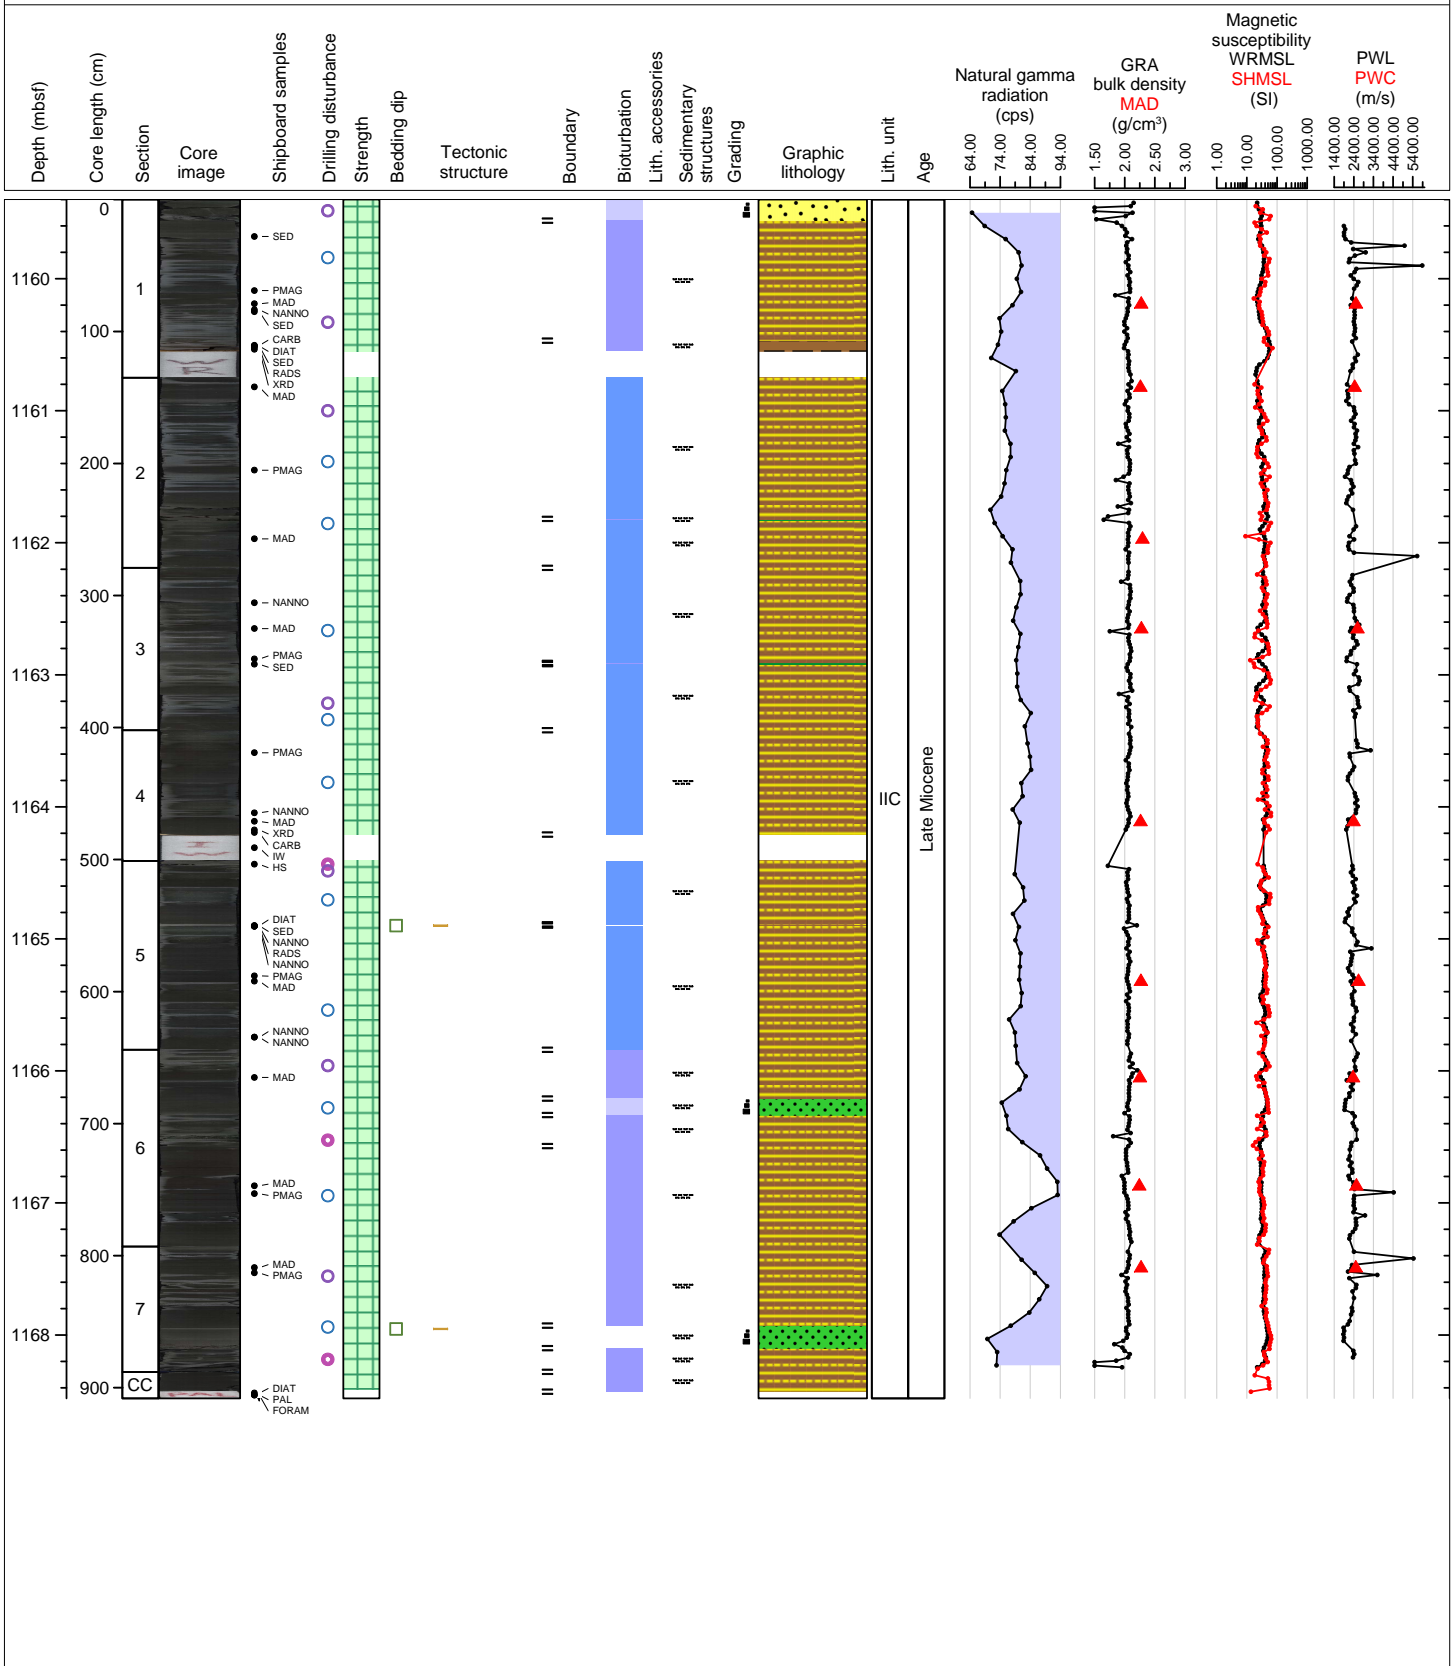 Depth (mbsf)
Core length (cm)
Section
Core
image
Shipboard samples
Drilling disturbance
Strength
Bedding dip
Tectonic
structure
Boundary
Bioturbation
Lith. accessories
Sedimentary
structures
Grading
Graphic
lithology
Lith. unit
Age
Natural gamma
radiation
(cps)
64.00
74.00
84.00
94.00
GRA
bulk density
MAD
(g/cm³)
1.50
2.00
2.50
3.00
Magnetic
susceptibility
WRMSL
SHMSL
(SI)
1.00
10.00
100.00
1000.00
PWL
PWC
(m/s)
1400.00
2400.00
3400.00
4400.00
5400.00
1160
1161
1162
1163
1164
1165
1166
1167
1168
0
100
200
300
400
500
600
700
800
900
1
2
3
4
5
6
7
CC
SED
PMAG
MAD
NANNO
SED
CARB
DIAT
SED
RADS
XRD
MAD
PMAG
MAD
NANNO
MAD
PMAG
SED
PMAG
NANNO
MAD
XRD
CARB
IW
HS
DIAT
SED
NANNO
RADS
NANNO
PMAG
MAD
NANNO
NANNO
MAD
MAD
PMAG
MAD
PMAG
DIAT
PAL
FORAM
IIC
Late Miocene